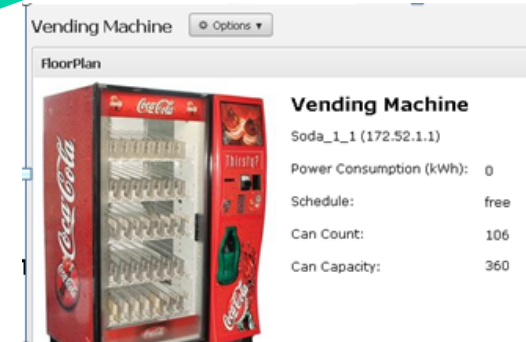 Vending Machine
Options ▼
FloorPlan
Coca-Cola
Thirsty?
Coca-Cola
Coca-Cola
Vending Machine
Soda_1_1 (172.52.1.1)
Power Consumption (kWh): 0
Schedule: free
Can Count: 106
Can Capacity: 360